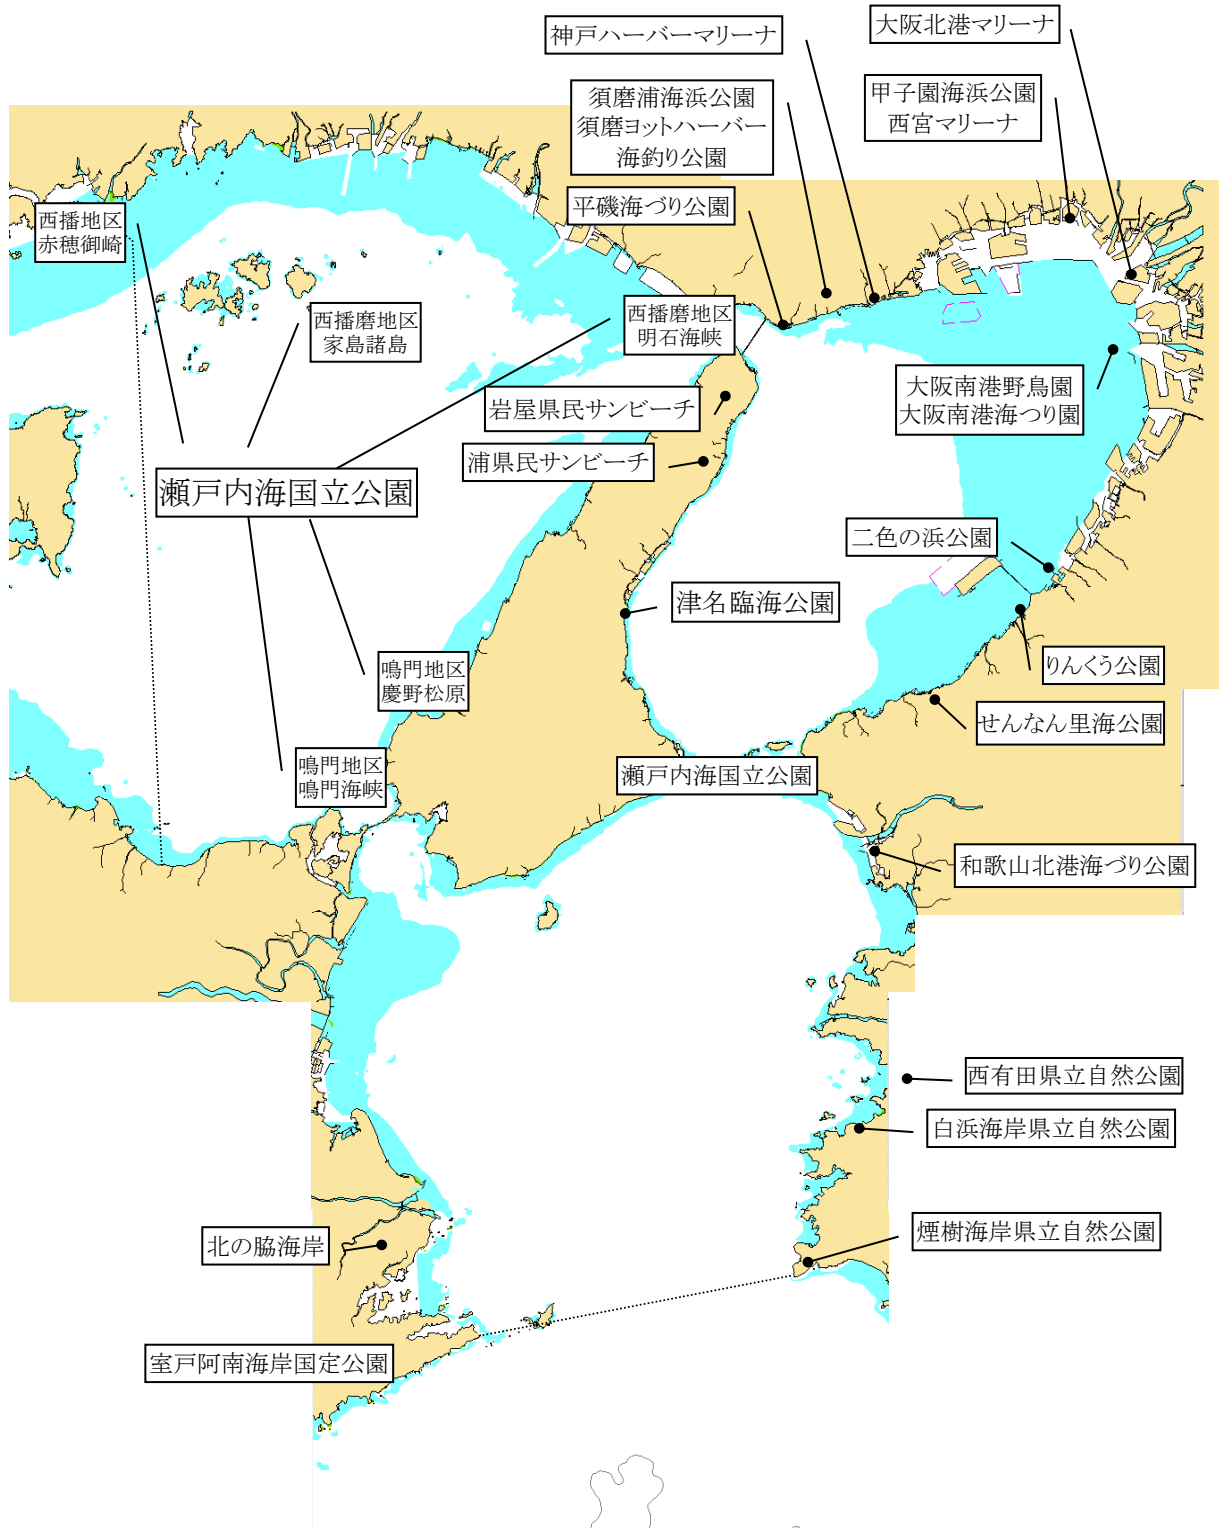 大阪北港マリーナ
神戸ハーバーマリーナ
甲子園海浜公園
西宮マリーナ
須磨浦海浜公園
須磨ヨットハーバー
海釣り公園
平磯海づり公園
西播地区
赤穂御崎
西播磨地区
家島諸島
西播磨地区
明石海峡
大阪南港野鳥園
大阪南港海つり園
岩屋県民サンビーチ
浦県民サンビーチ
瀬戸内海国立公園
二色の浜公園
津名臨海公園
りんくう公園
鳴門地区
慶野松原
せんなん里海公園
鳴門地区
鳴門海峡
瀬戸内海国立公園
和歌山北港海づり公園
西有田県立自然公園
白浜海岸県立自然公園
煙樹海岸県立自然公園
北の脇海岸
室戸阿南海岸国定公園